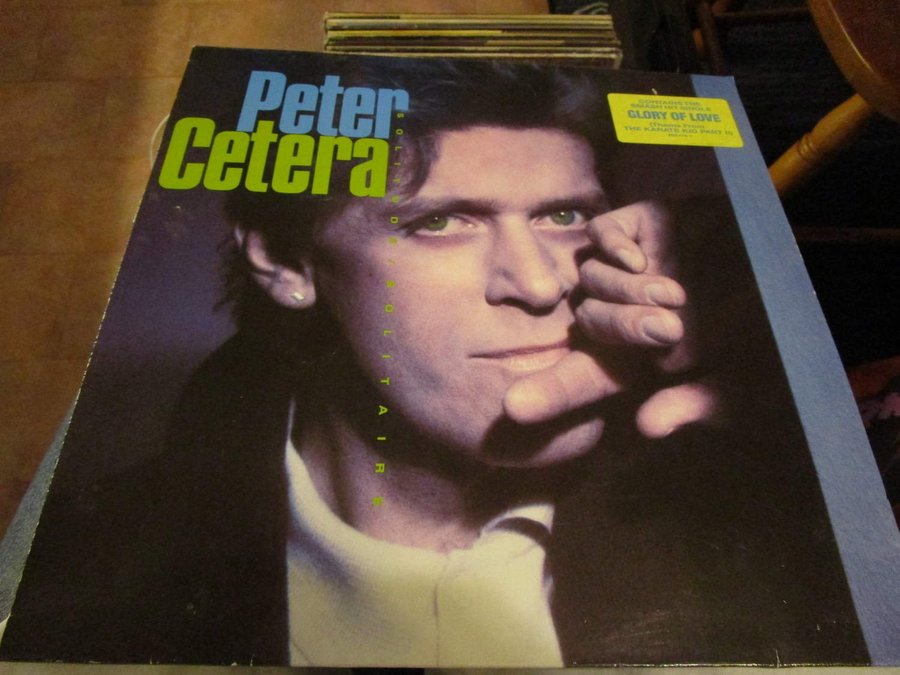 Peter
Cetera
SOLITUDE/SOLITAIRE
CONTAINS THE
SMASH HIT SINGLE
GLORY OF LOVE
(Theme From
THE KARATE KID PART II)